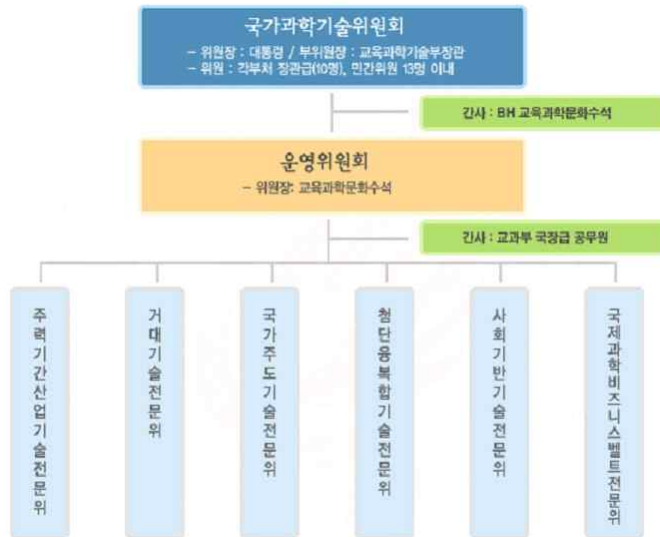 국가과학기술위원회
- 위원장 : 대통령 / 부위원장 : 교육과학기술부장관
- 위원 : 각부처 장관급(10명), 민간위원 13명 이내
간사 : BH 교육과학문화수석
운영위원회
- 위원장: 교육과학문화수석
간사 : 교과부 국장급 공무원
주력기간산업기술전문위
거대기술전문위
국가주도기술전문위
첨단융복합기술전문위
사회기반기술전문위
국제과학비즈니스벨트전문위